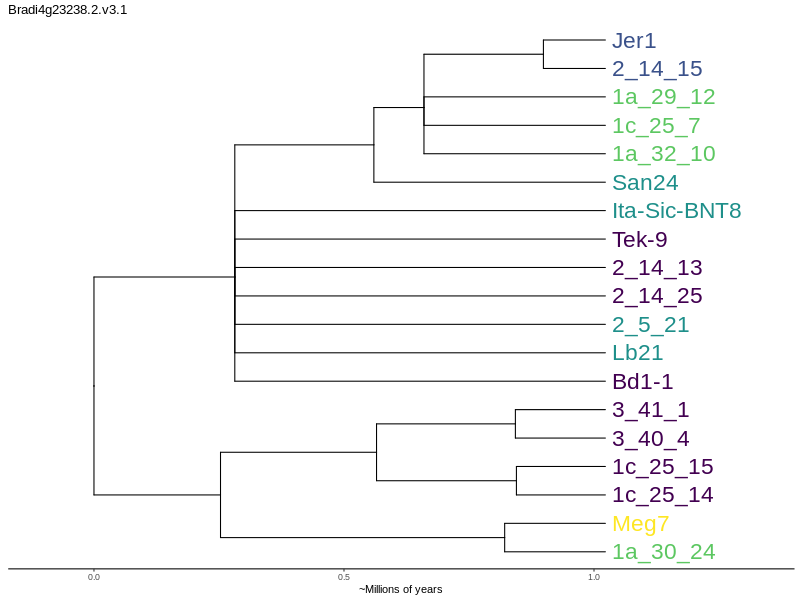 Bradi4g23238.2.v3.1
Jer1
2_14_15
1a_29_12
1c_25_7
1a_32_10
San24
Ita-Sic-BNT8
Tek-9
2_14_13
2_14_25
2_5_21
Lb21
Bd1-1
3_41_1
3_40_4
1c_25_15
1c_25_14
Meg7
1a_30_24
0.0 0.5 1.0
~Millions of years